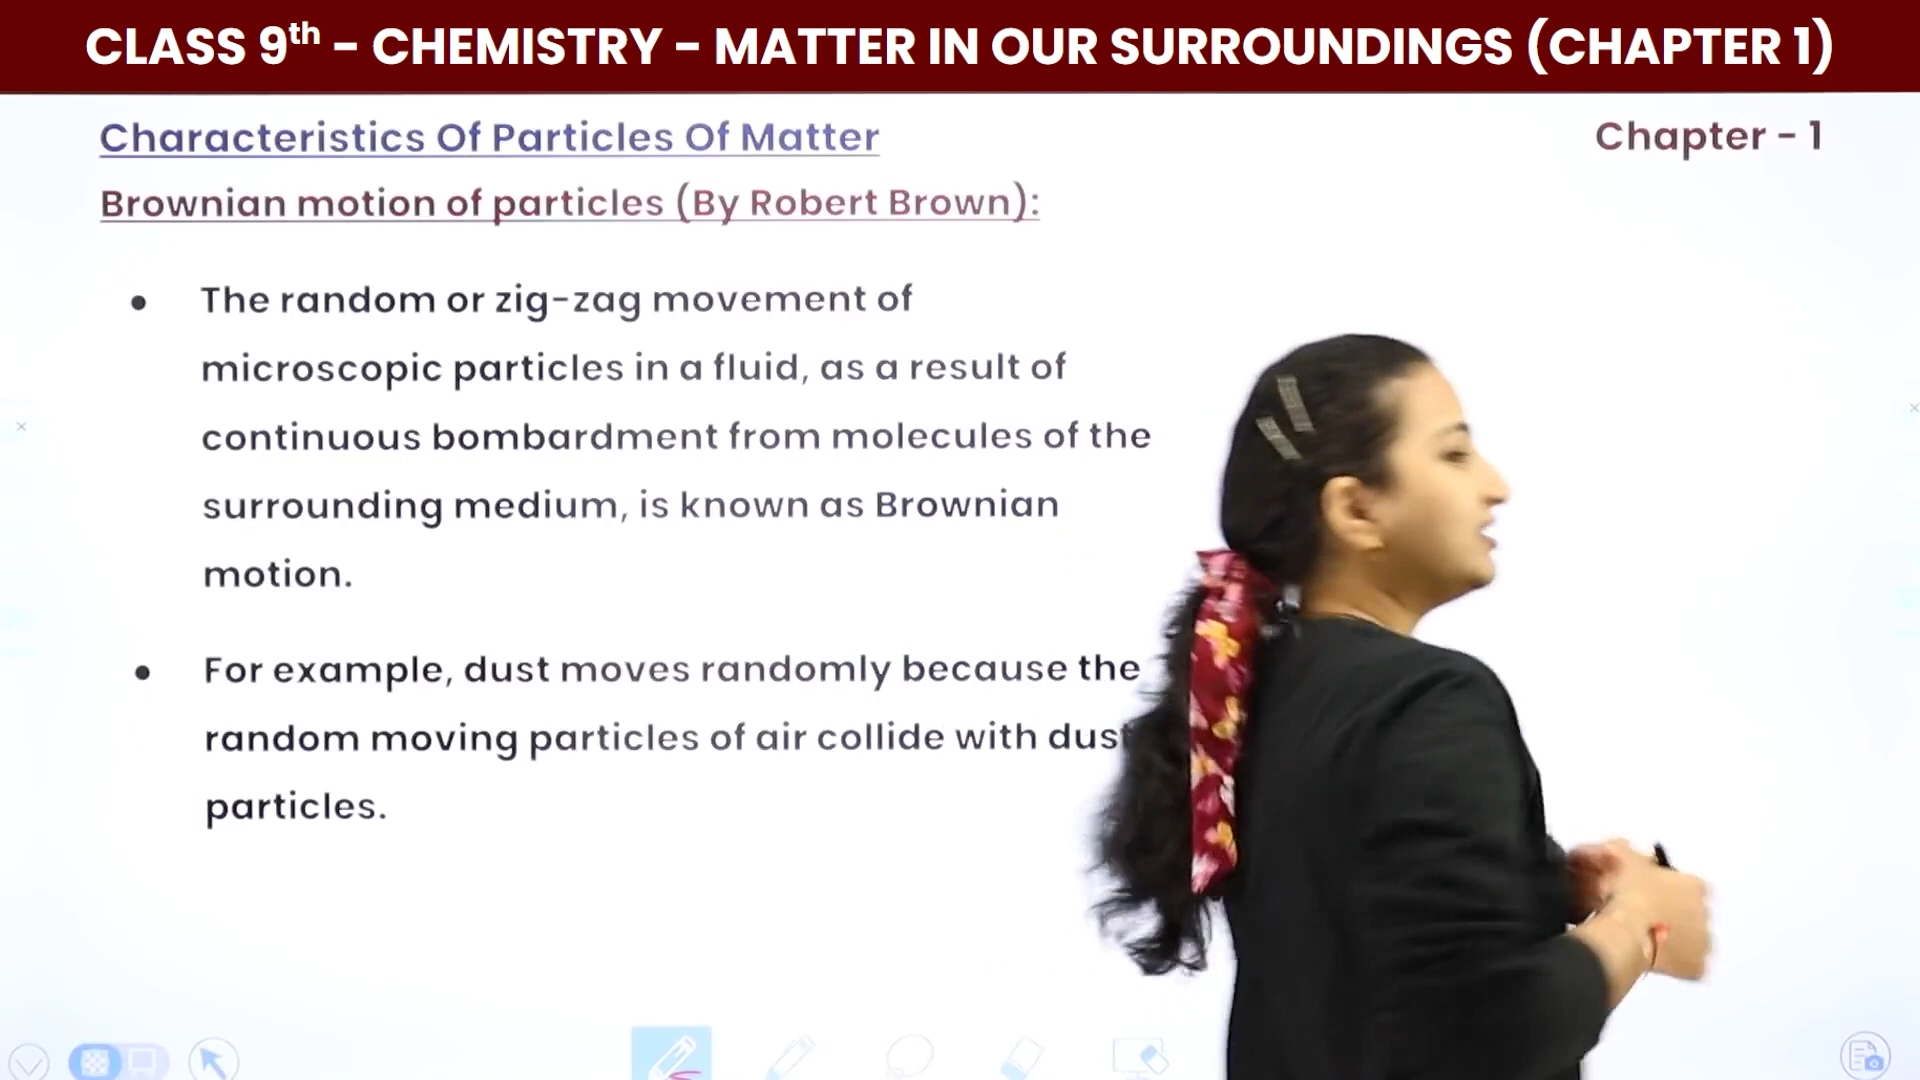 CLASS 9th – CHEMISTRY – MATTER IN OUR SURROUNDINGS (CHAPTER 1)
Characteristics Of Particles Of Matter
Chapter - 1
Brownian motion of particles (By Robert Brown):
● The random or zig-zag movement of
microscopic particles in a fluid, as a result of
continuous bombardment from molecules of the
surrounding medium, is known as Brownian
motion.
● For example, dust moves randomly because the
random moving particles of air collide with dust
particles.